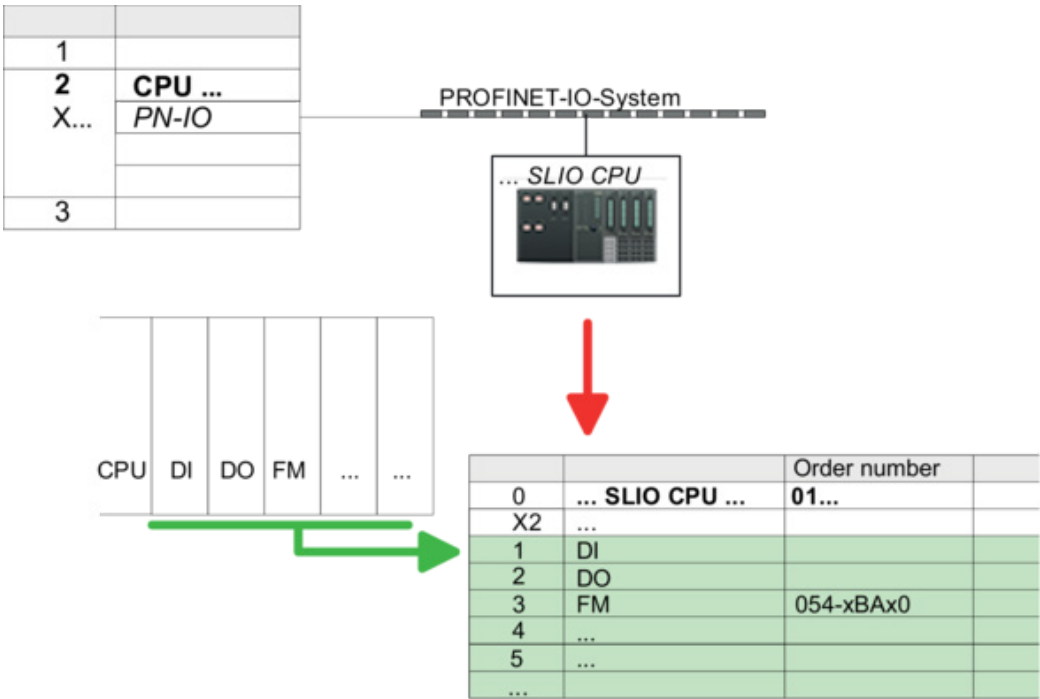 1
2 CPU ...
X... PN-IO
3
PROFINET-IO-System
... SLIO CPU
CPU DI DO FM ... ...
Order number
0 ... SLIO CPU ... 01...
X2 ...
1 DI
2 DO
3 FM 054-xBAx0
4 ...
5 ...
...